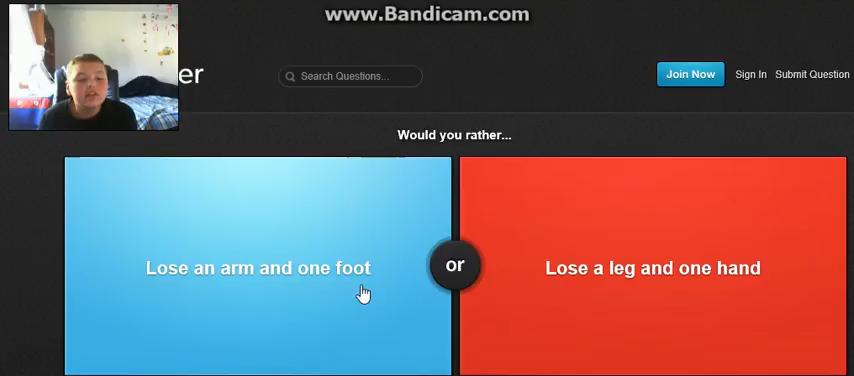 www.Bandicam.com
er
Search Questions...
Join Now
Sign In
Submit Question
Would you rather...
Lose an arm and one foot
or
Lose a leg and one hand